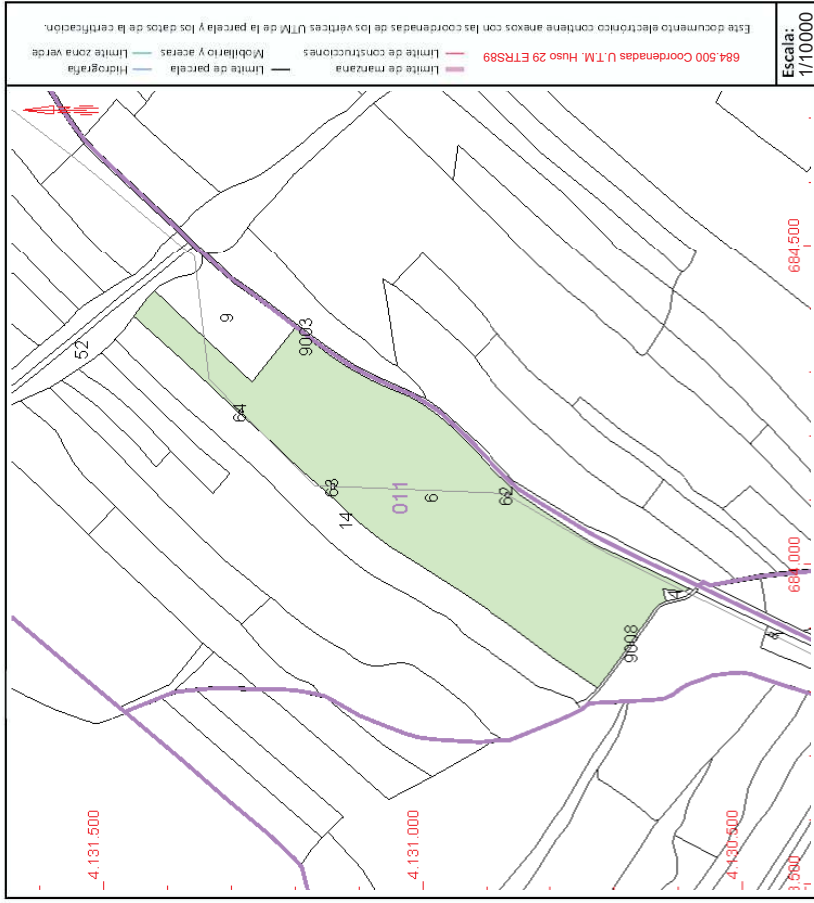 Este documento electrónico contiene anexos con las coordenadas de los vértices UTM de la parcela y los datos de la certificación.
684.500 Coordenadas U.T.M. Huso 29 ETRS89
Límite de manzana
Límite de construcciones
Límite de parcela
Mobiliario y aceras
Hidrografía
Límite zona verde
Escala:
1/10000
52
9
9003
64
63
14
011
6
62
9008
684.500
684.000
4.131.500
4.131.000
4.130.500
3.500